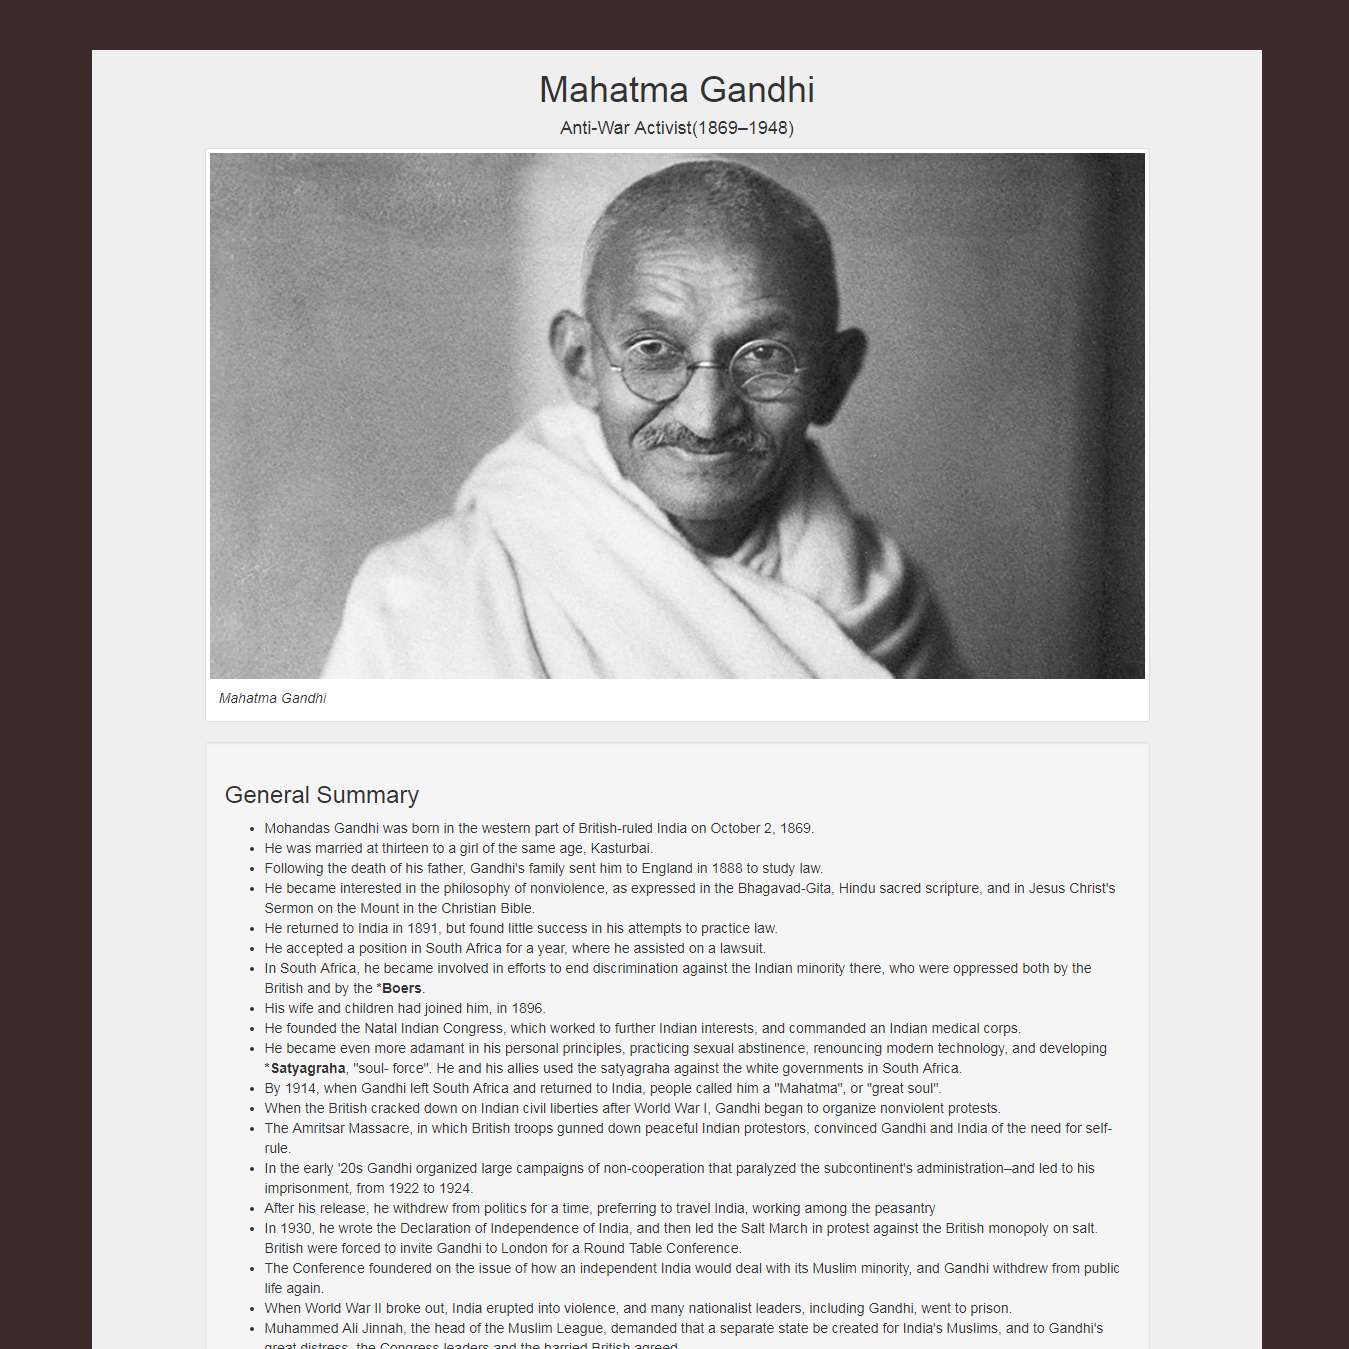 Mahatma Gandhi
Anti-War Activist(1869–1948)
Mahatma Gandhi
General Summary
• Mohandas Gandhi was born in the western part of British-ruled India on October 2, 1869.
• He was married at thirteen to a girl of the same age, Kasturbai.
• Following the death of his father, Gandhi's family sent him to England in 1888 to study law.
• He became interested in the philosophy of nonviolence, as expressed in the Bhagavad-Gita, Hindu sacred scripture, and in Jesus Christ's
Sermon on the Mount in the Christian Bible.
• He returned to India in 1891, but found little success in his attempts to practice law.
• He accepted a position in South Africa for a year, where he assisted on a lawsuit.
• In South Africa, he became involved in efforts to end discrimination against the Indian minority there, who were oppressed both by the
British and by the *Boers.
• His wife and children had joined him, in 1896.
• He founded the Natal Indian Congress, which worked to further Indian interests, and commanded an Indian medical corps.
• He became even more adamant in his personal principles, practicing sexual abstinence, renouncing modern technology, and developing
*Satyagraha, "soul- force". He and his allies used the satyagraha against the white governments in South Africa.
• By 1914, when Gandhi left South Africa and returned to India, people called him a "Mahatma", or "great soul".
• When the British cracked down on Indian civil liberties after World War I, Gandhi began to organize nonviolent protests.
• The Amritsar Massacre, in which British troops gunned down peaceful Indian protestors, convinced Gandhi and India of the need for self-
rule.
• In the early '20s Gandhi organized large campaigns of non-cooperation that paralyzed the subcontinent's administration–and led to his
imprisonment, from 1922 to 1924.
• After his release, he withdrew from politics for a time, preferring to travel India, working among the peasantry
• In 1930, he wrote the Declaration of Independence of India, and then led the Salt March in protest against the British monopoly on salt.
British were forced to invite Gandhi to London for a Round Table Conference.
• The Conference foundered on the issue of how an independent India would deal with its Muslim minority, and Gandhi withdrew from public
life again.
• When World War II broke out, India erupted into violence, and many nationalist leaders, including Gandhi, went to prison.
• Muhammed Ali Jinnah, the head of the Muslim League, demanded that a separate state be created for India's Muslims, and to Gandhi's
great distress, the Congress leaders and the harried British agreed.